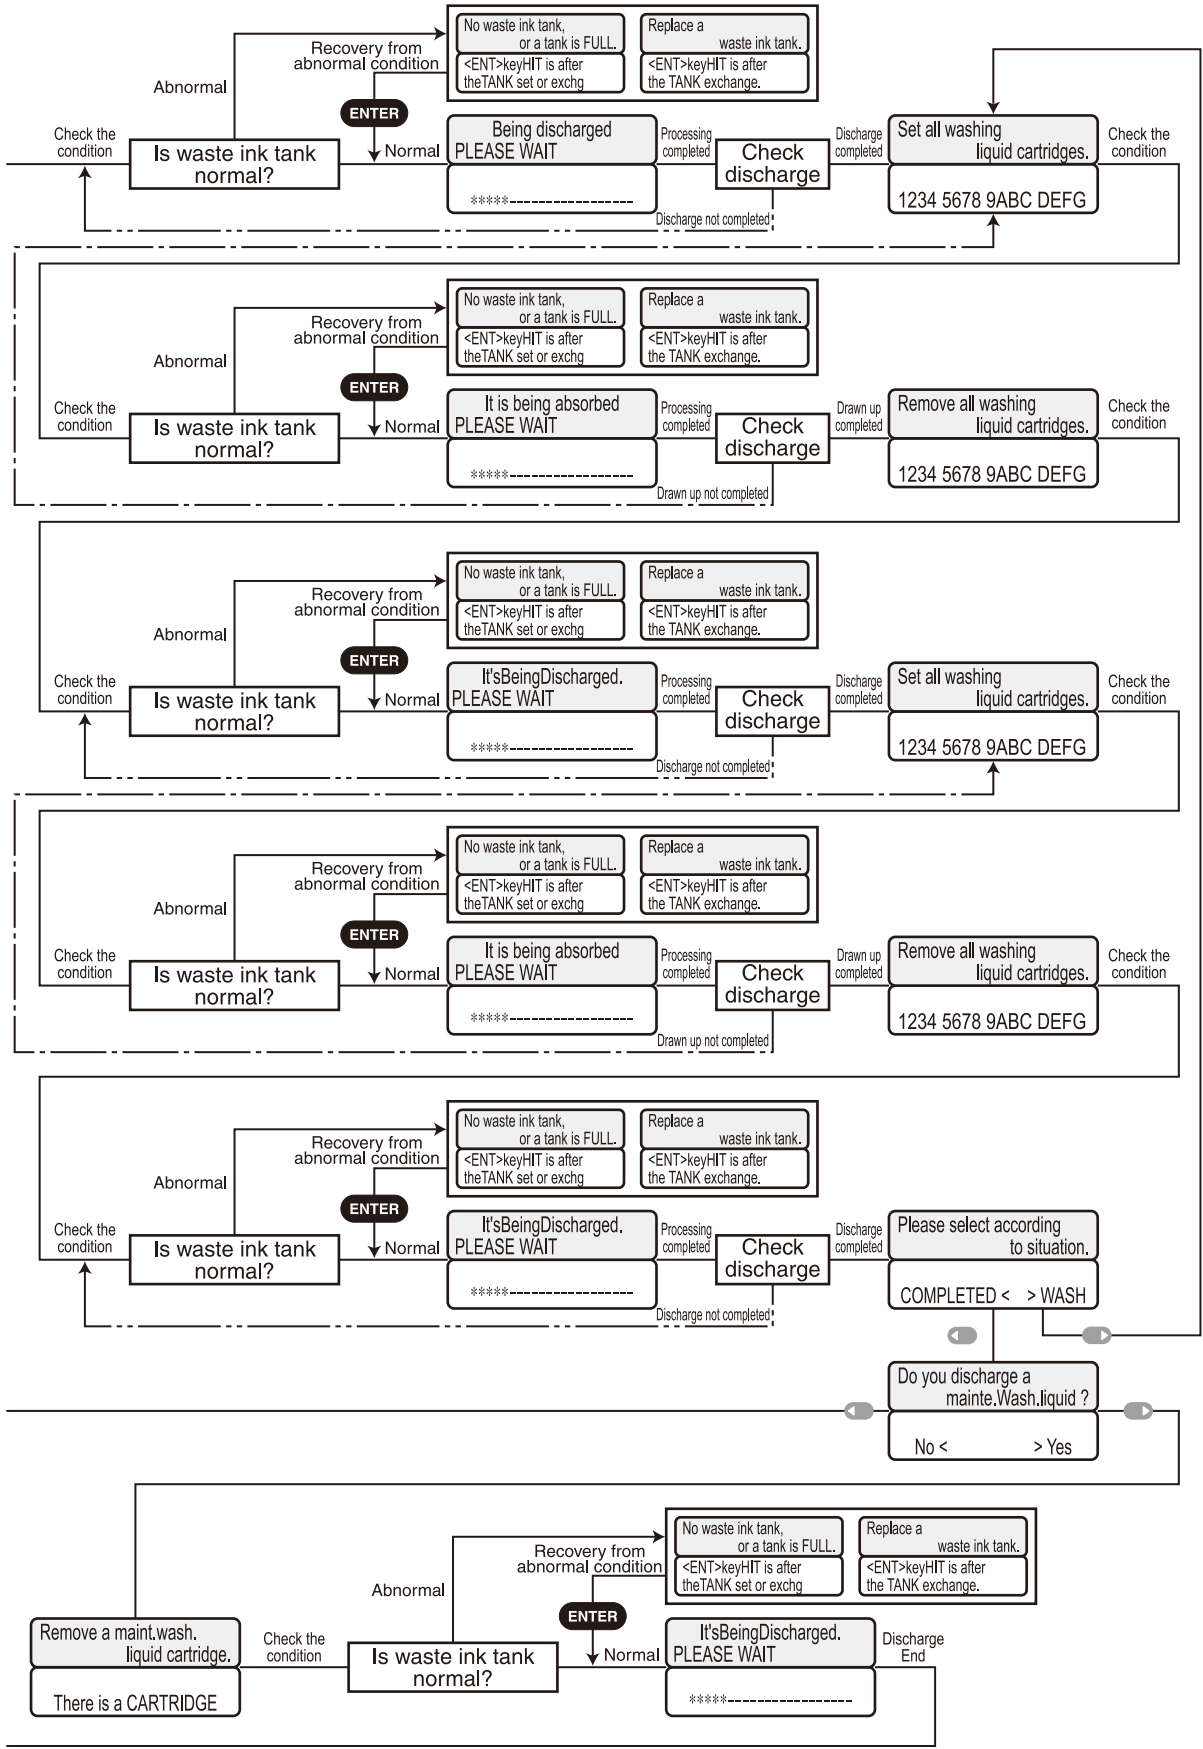 No waste ink tank,
or a tank is FULL.
<ENT>keyHIT is after
theTANK set or exchg
Replace a
waste ink tank.
<ENT>keyHIT is after
the TANK exchange.
Recovery from
abnormal condition
Abnormal
ENTER
Check the
condition
Is waste ink tank
normal?
Normal
Being discharged
PLEASE WAIT
*****-----------------
Processing
completed
Check
discharge
Discharge
completed
Set all washing
liquid cartridges.
1234 5678 9ABC DEFG
Check the
condition
Discharge not completed
No waste ink tank,
or a tank is FULL.
<ENT>keyHIT is after
theTANK set or exchg
Replace a
waste ink tank.
<ENT>keyHIT is after
the TANK exchange.
Recovery from
abnormal condition
Abnormal
ENTER
Check the
condition
Is waste ink tank
normal?
Normal
It is being absorbed
PLEASE WAIT
*****-----------------
Processing
completed
Check
discharge
Drawn up
completed
Remove all washing
liquid cartridges.
1234 5678 9ABC DEFG
Check the
condition
Drawn up not completed
No waste ink tank,
or a tank is FULL.
<ENT>keyHIT is after
theTANK set or exchg
Replace a
waste ink tank.
<ENT>keyHIT is after
the TANK exchange.
Recovery from
abnormal condition
Abnormal
ENTER
Check the
condition
Is waste ink tank
normal?
Normal
It'sBeingDischarged.
PLEASE WAIT
*****-----------------
Processing
completed
Check
discharge
Discharge
completed
Set all washing
liquid cartridges.
1234 5678 9ABC DEFG
Check the
condition
Discharge not completed
No waste ink tank,
or a tank is FULL.
<ENT>keyHIT is after
theTANK set or exchg
Replace a
waste ink tank.
<ENT>keyHIT is after
the TANK exchange.
Recovery from
abnormal condition
Abnormal
ENTER
Check the
condition
Is waste ink tank
normal?
Normal
It is being absorbed
PLEASE WAIT
*****-----------------
Processing
completed
Check
discharge
Drawn up
completed
Remove all washing
liquid cartridges.
1234 5678 9ABC DEFG
Check the
condition
Drawn up not completed
No waste ink tank,
or a tank is FULL.
<ENT>keyHIT is after
theTANK set or exchg
Replace a
waste ink tank.
<ENT>keyHIT is after
the TANK exchange.
Recovery from
abnormal condition
Abnormal
ENTER
Check the
condition
Is waste ink tank
normal?
Normal
It'sBeingDischarged.
PLEASE WAIT
*****-----------------
Processing
completed
Check
discharge
Discharge
completed
Please select according
to situation.
COMPLETED < > WASH
Discharge not completed
Do you discharge a
mainte.Wash.liquid ?
No < > Yes
No waste ink tank,
or a tank is FULL.
<ENT>keyHIT is after
theTANK set or exchg
Replace a
waste ink tank.
<ENT>keyHIT is after
the TANK exchange.
Recovery from
abnormal condition
Abnormal
ENTER
Remove a maint.wash.
liquid cartridge.
There is a CARTRIDGE
Check the
condition
Is waste ink tank
normal?
Normal
It'sBeingDischarged.
PLEASE WAIT
*****-----------------
Discharge
End